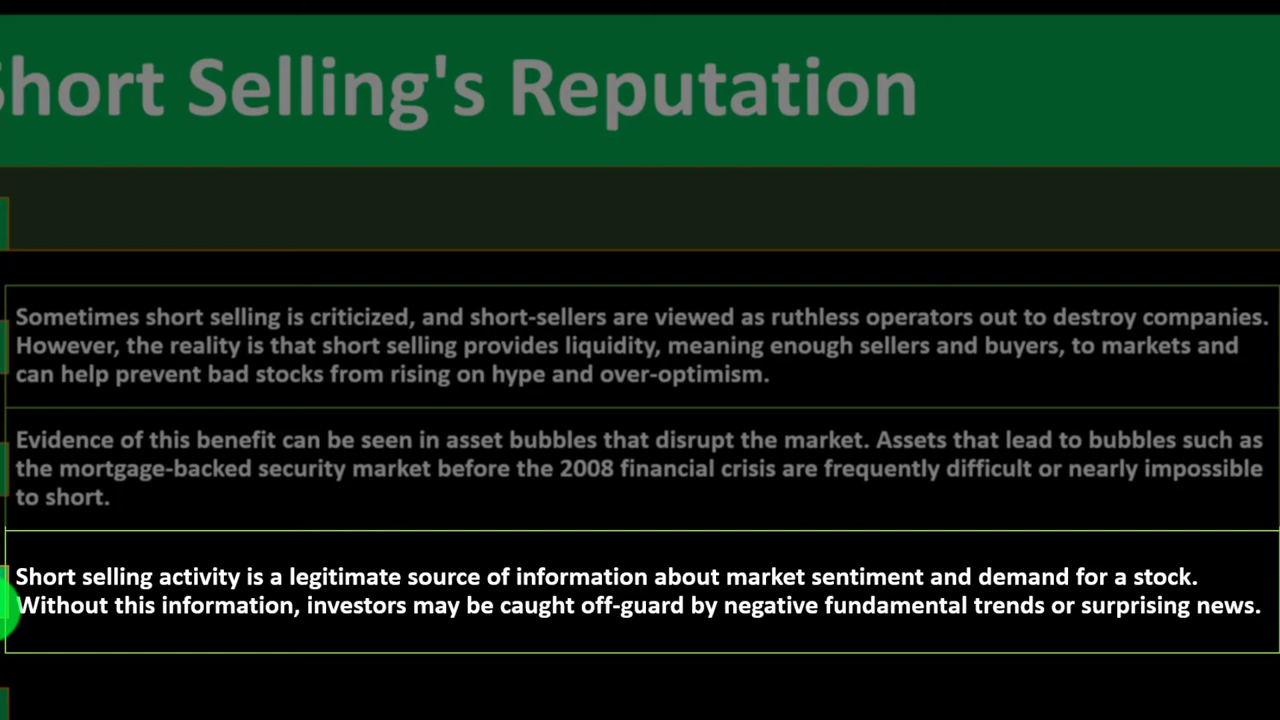 Short Selling's Reputation
Sometimes short selling is criticized, and short-sellers are viewed as ruthless operators out to destroy companies.
However, the reality is that short selling provides liquidity, meaning enough sellers and buyers, to markets and
can help prevent bad stocks from rising on hype and over-optimism.
Evidence of this benefit can be seen in asset bubbles that disrupt the market. Assets that lead to bubbles such as
the mortgage-backed security market before the 2008 financial crisis are frequently difficult or nearly impossible
to short.
Short selling activity is a legitimate source of information about market sentiment and demand for a stock.
Without this information, investors may be caught off-guard by negative fundamental trends or surprising news.